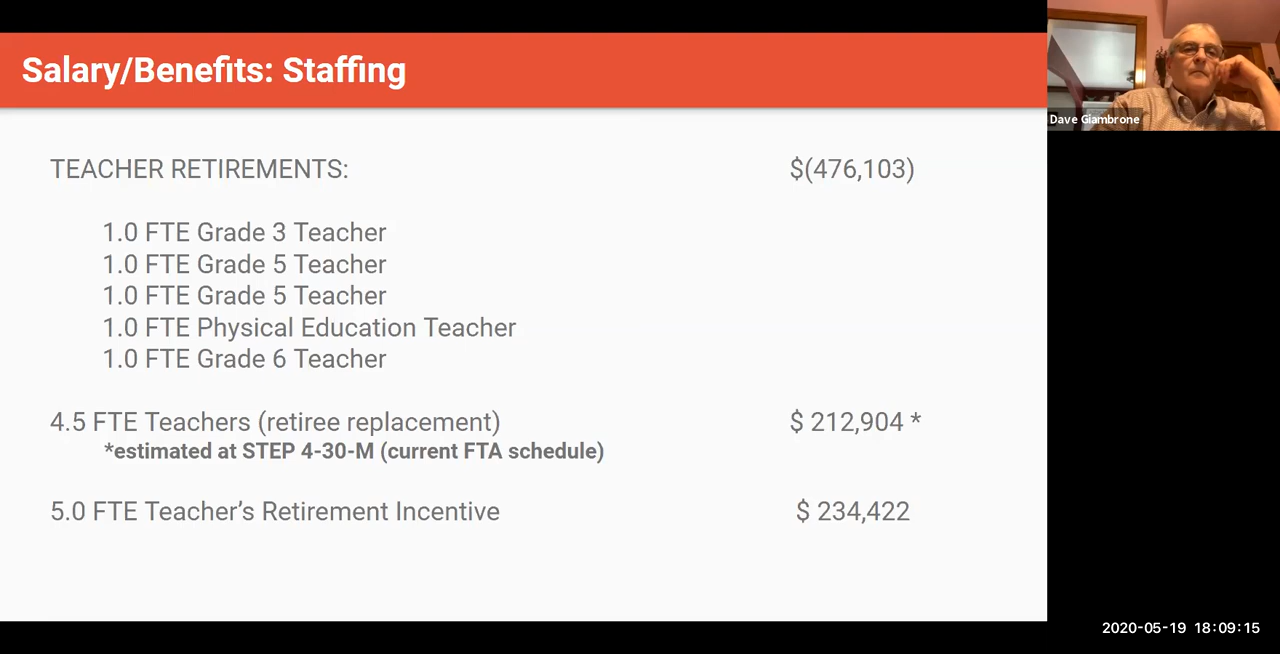 Salary/Benefits: Staffing
Dave Giambrone
TEACHER RETIREMENTS: $(476,103)
1.0 FTE Grade 3 Teacher
1.0 FTE Grade 5 Teacher
1.0 FTE Grade 5 Teacher
1.0 FTE Physical Education Teacher
1.0 FTE Grade 6 Teacher
4.5 FTE Teachers (retiree replacement) $ 212,904 *
*estimated at STEP 4-30-M (current FTA schedule)
5.0 FTE Teacher’s Retirement Incentive $ 234,422
2020-05-19 18:09:15